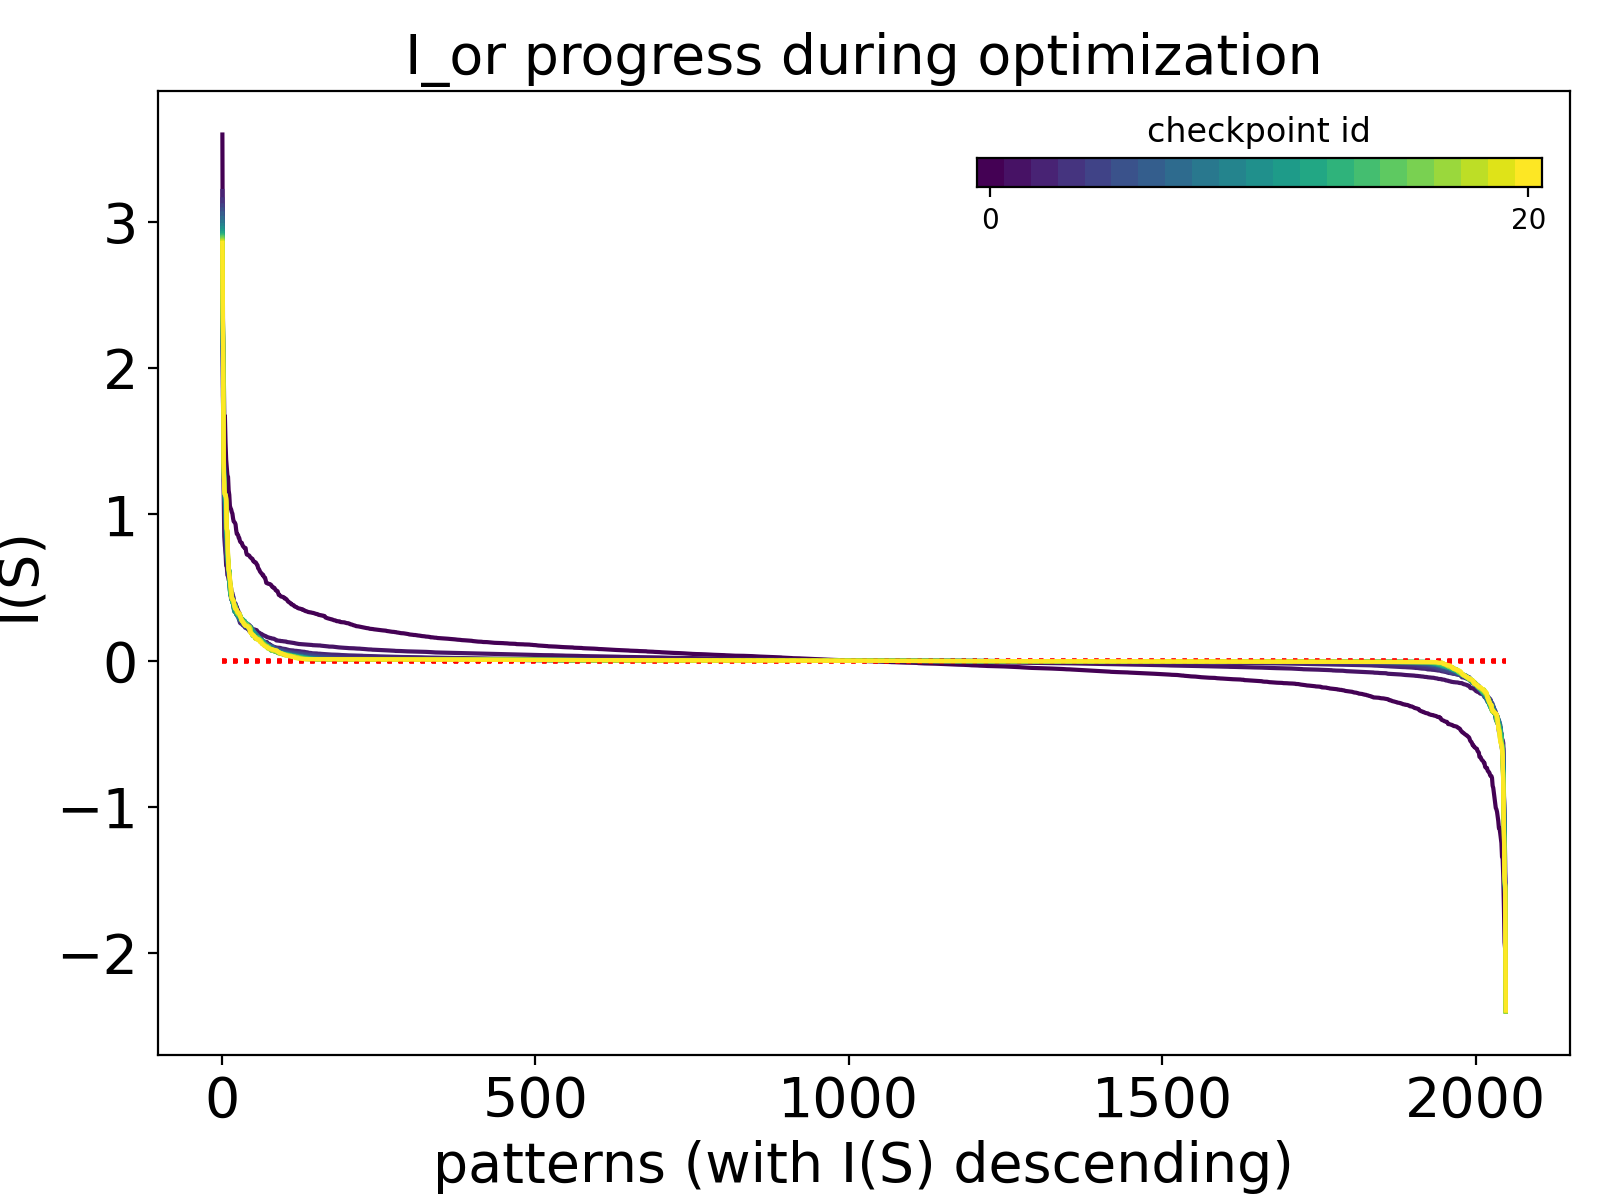 I_or progress during optimization
checkpoint id
0 20
3
2
1
0
−1
−2
I(S)
0 500 1000 1500 2000
patterns (with I(S) descending)